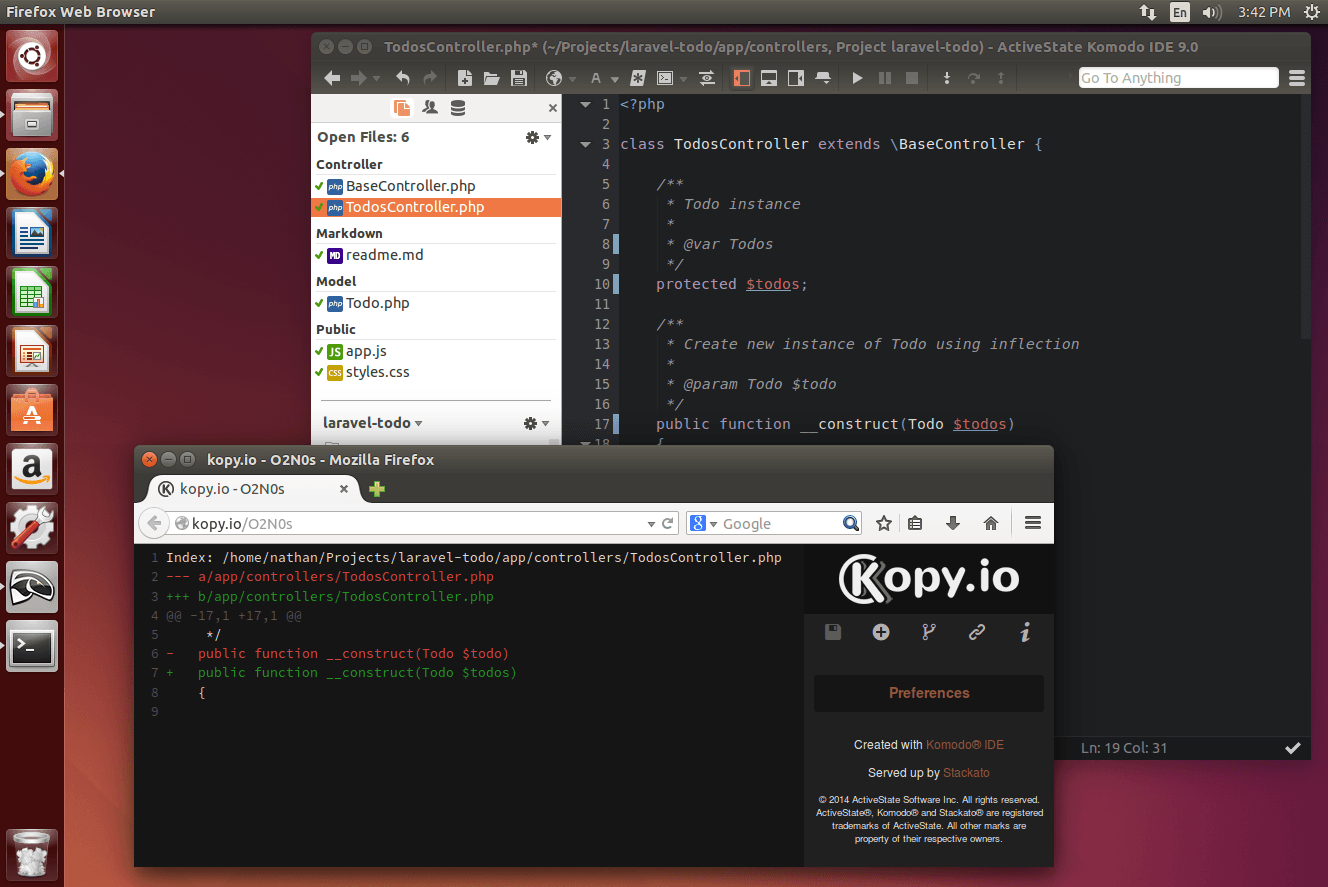 Firefox Web Browser
En
3:42 PM
TodosController.php* (~/Projects/laravel-todo/app/controllers, Project laravel-todo) - ActiveState Komodo IDE 9.0
Go To Anything
Open Files: 6
Controller
php BaseController.php
php TodosController.php
Markdown
MD readme.md
Model
php Todo.php
Public
JS app.js
CSS styles.css
laravel-todo
1 <?php
2
3 class TodosController extends \BaseController {
4
5 /**
6 * Todo instance
7 *
8 * @var Todos
9 */
10 protected $todos;
11
12 /**
13 * Create new instance of Todo using inflection
14 *
15 * @param Todo $todo
16 */
17 public function __construct(Todo $todos)
18 {
Ln: 19 Col: 31
kopy.io - O2N0s - Mozilla Firefox
kopy.io - O2N0s
kopy.io/O2N0s
8 Google
1 Index: /home/nathan/Projects/laravel-todo/app/controllers/TodosController.php
2 --- a/app/controllers/TodosController.php
3 +++ b/app/controllers/TodosController.php
4 @@ -17,1 +17,1 @@
5 */
6 - public function __construct(Todo $todo)
7 + public function __construct(Todo $todos)
8 {
9
Kopy.io
Preferences
Created with Komodo® IDE
Served up by Stackato
© 2014 ActiveState Software Inc. All rights reserved.
ActiveState®, Komodo® and Stackato® are registered
trademarks of ActiveState. All other marks are
property of their respective owners.